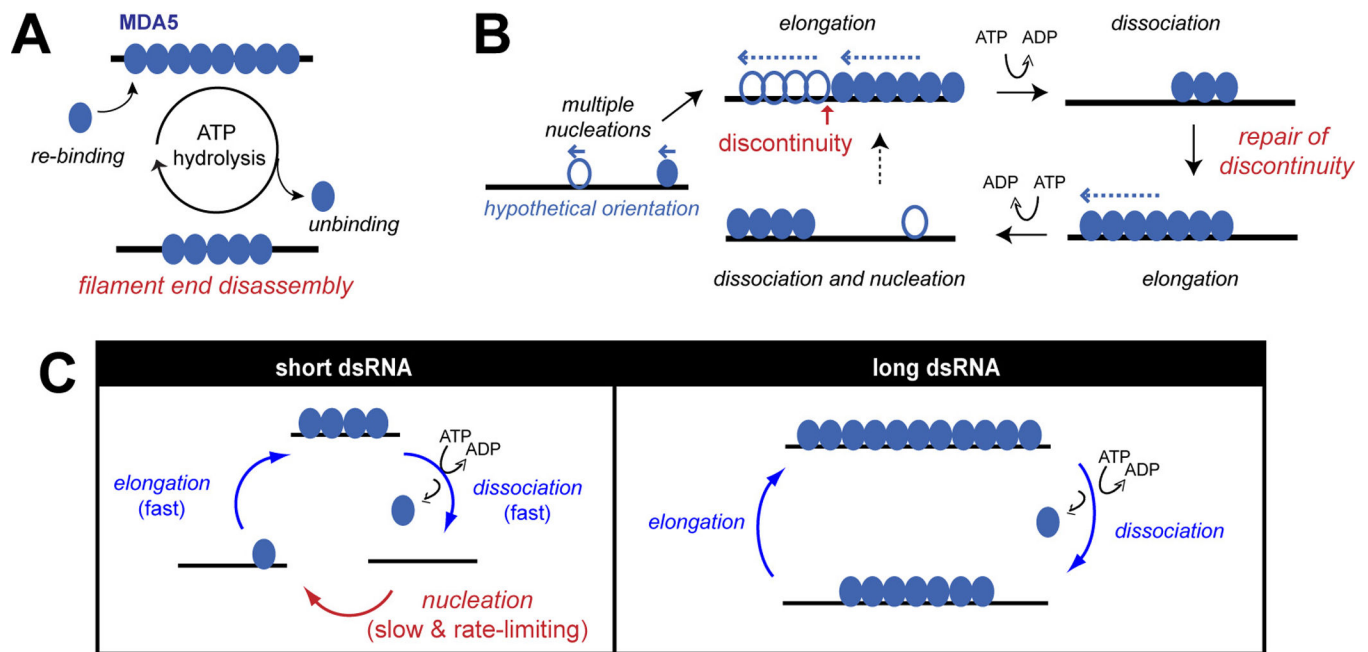 A
MDA5
re-binding
ATP
hydrolysis
unbinding
filament end disassembly
B
elongation
ATP ADP
dissociation
multiple
nucleations
discontinuity
repair of
discontinuity
hypothetical orientation
ADP ATP
dissociation and nucleation
elongation
C
short dsRNA
long dsRNA
ATP
ADP
elongation
(fast)
dissociation
(fast)
nucleation
(slow & rate-limiting)
ATP
ADP
elongation
dissociation